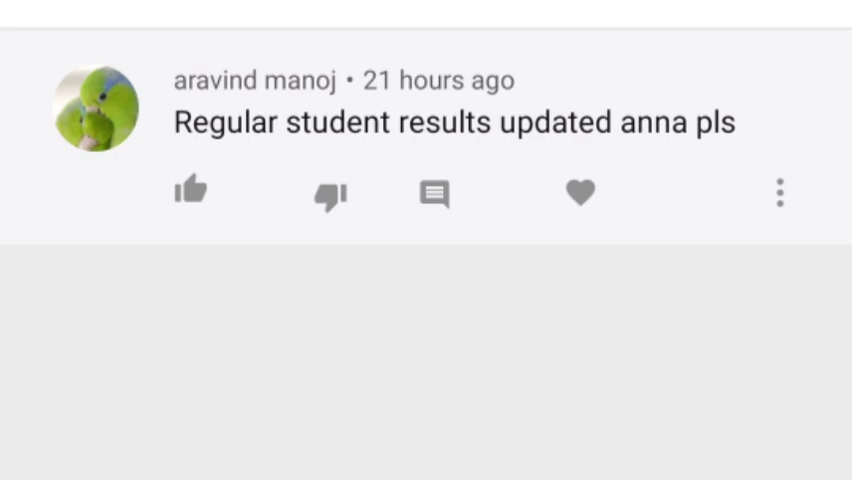 aravind manoj • 21 hours ago
Regular student results updated anna pls